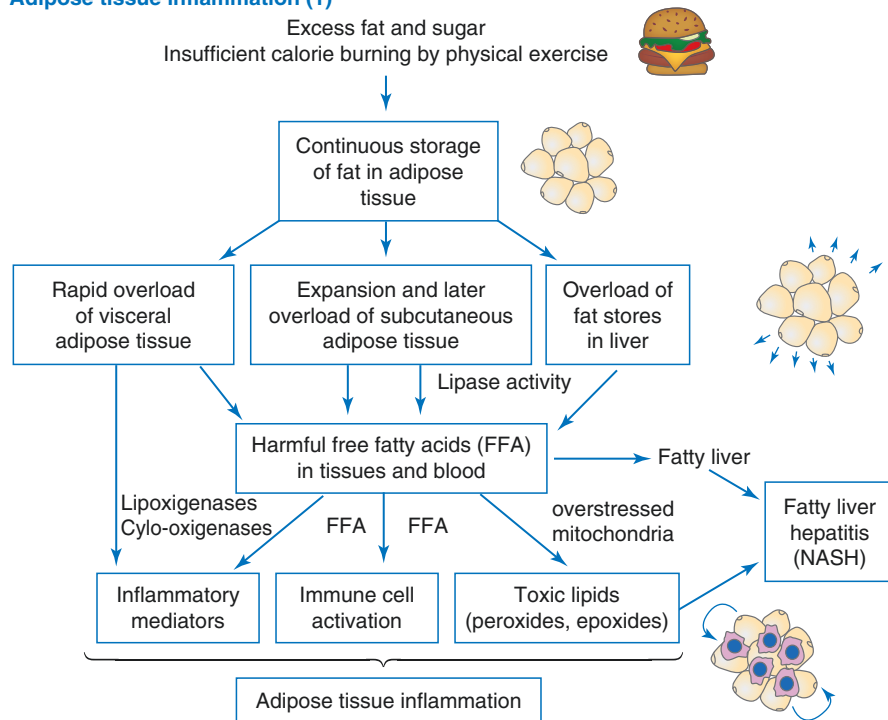 Adipose tissue inflammation (1)
Excess fat and sugar
Insufficient calorie burning by physical exercise
Continuous storage
of fat in adipose
tissue
Rapid overload
of visceral
adipose tissue
Expansion and later
overload of subcutaneous
adipose tissue
Overload of
fat stores
in liver
Lipase activity
Harmful free fatty acids (FFA)
in tissues and blood
Fatty liver
Fatty liver
hepatitis
(NASH)
Lipoxigenases
Cylo-oxigenases
FFA
FFA
overstressed
mitochondria
Inflammatory
mediators
Immune cell
activation
Toxic lipids
(peroxides, epoxides)
Adipose tissue inflammation